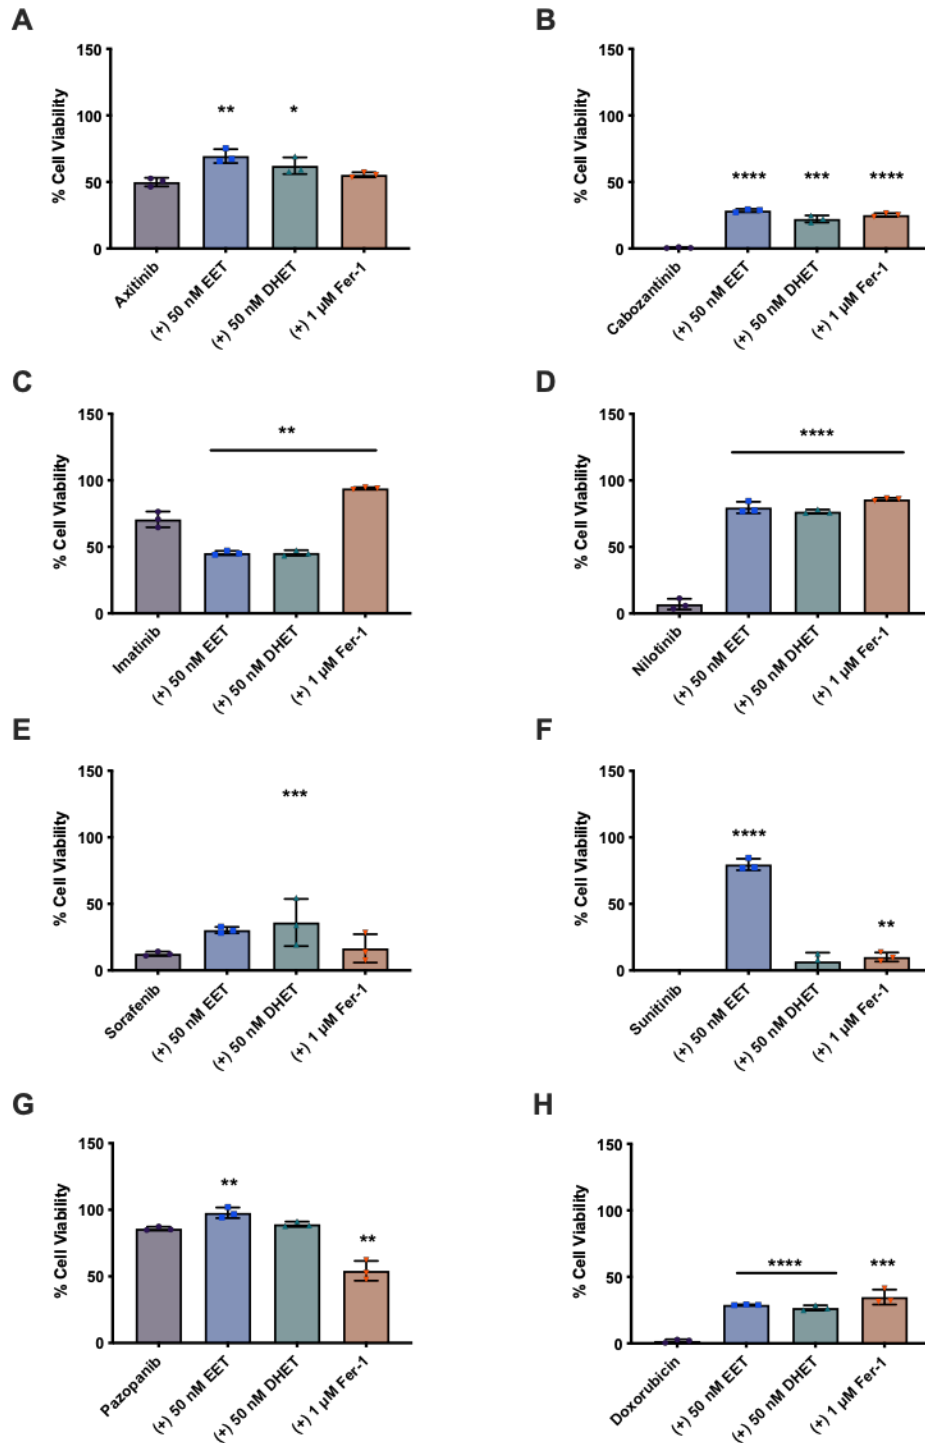 A
% Cell Viability
150
100
50
0
** *
Axitinib
(+) 50 nM EET
(+) 50 nM DHET
(+) 1 μM Fer-1
B
% Cell Viability
150
100
50
0
**** *** ****
Cabozantinib
(+) 50 nM EET
(+) 50 nM DHET
(+) 1 μM Fer-1
C
% Cell Viability
150
100
50
0
**
Imatinib
(+) 50 nM EET
(+) 50 nM DHET
(+) 1 μM Fer-1
D
% Cell Viability
150
100
50
0
****
Nilotinib
(+) 50 nM EET
(+) 50 nM DHET
(+) 1 μM Fer-1
E
% Cell Viability
150
100
50
0
***
Sorafenib
(+) 50 nM EET
(+) 50 nM DHET
(+) 1 μM Fer-1
F
% Cell Viability
150
100
50
0
****
**
Sunitinib
(+) 50 nM EET
(+) 50 nM DHET
(+) 1 μM Fer-1
G
% Cell Viability
150
100
50
0
**
**
Pazopanib
(+) 50 nM EET
(+) 50 nM DHET
(+) 1 μM Fer-1
H
% Cell Viability
150
100
50
0
**** ***
Doxorubicin
(+) 50 nM EET
(+) 50 nM DHET
(+) 1 μM Fer-1